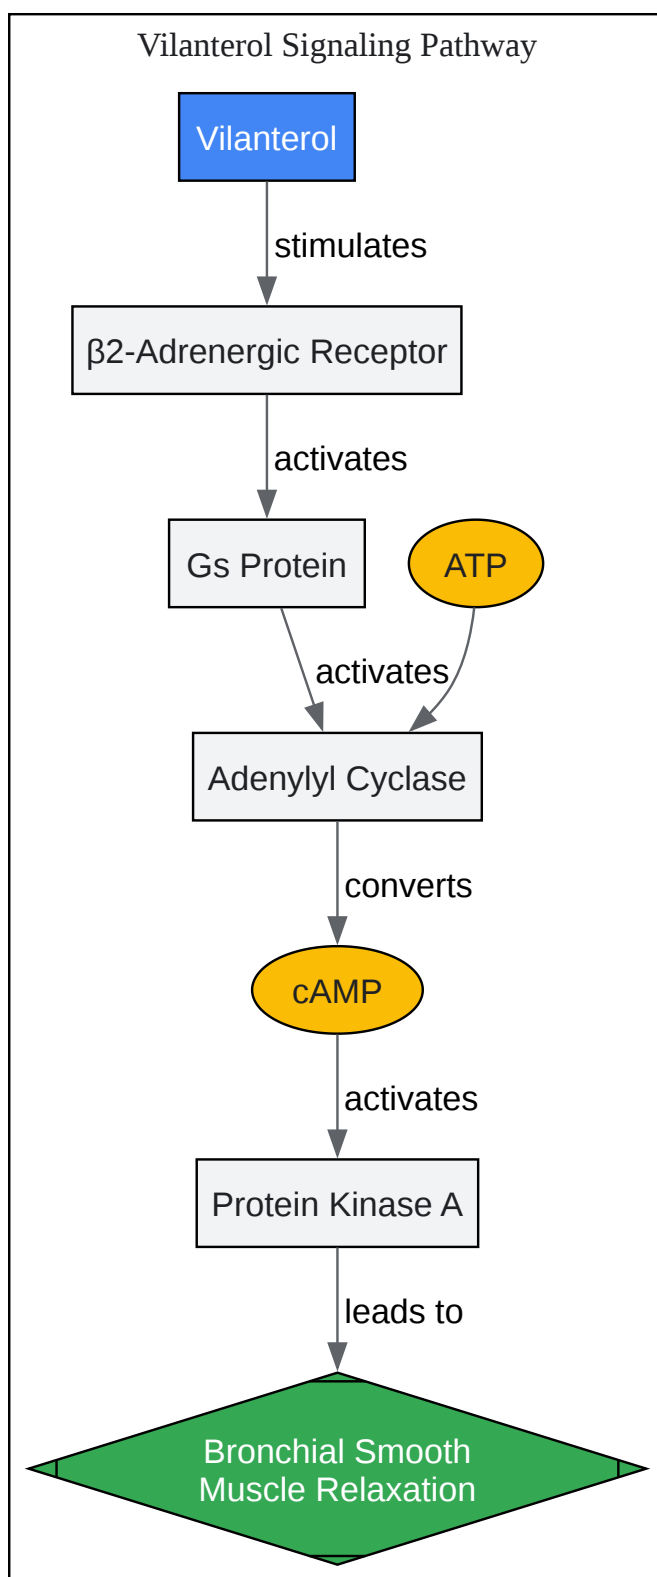 Vilanterol Signaling Pathway
Vilanterol
stimulates
β2-Adrenergic Receptor
activates
Gs Protein
ATP
activates
Adenylyl Cyclase
converts
cAMP
activates
Protein Kinase A
leads to
Bronchial Smooth
Muscle Relaxation